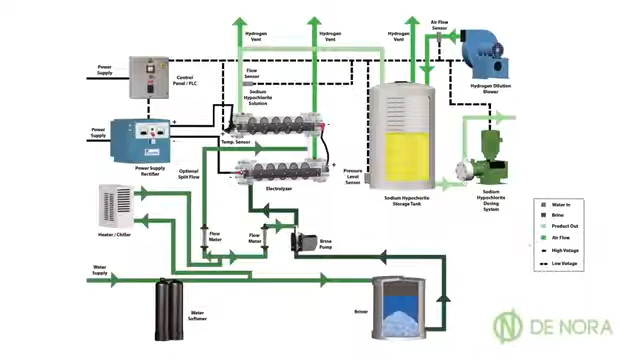 Hydrogen
Vent
Hydrogen
Vent
Hydrogen
Vent
Air Flow
Sensor
Power
Supply
Control
Panel / PLC
Flow
Sensor
Hydrogen Dilution
Blower
Sodium
Hypochlorite
Solution
Power
Supply
+
-
Temp. Sensor
-
+
Power Supply
Rectifier
Optional
Split Flow
Electrolyzer
Pressure
Level
Sensor
Sodium Hypochlorite
Storage Tank
Sodium
Hypochlorite
Dosing
System
Heater / Chiller
Flow
Meter
Flow
Meter
Brine
Pump
Water
Supply
Water
Softener
Briner
Water In
Brine
Product Out
Air Flow
High Voltage
Low Votage
DE NORA